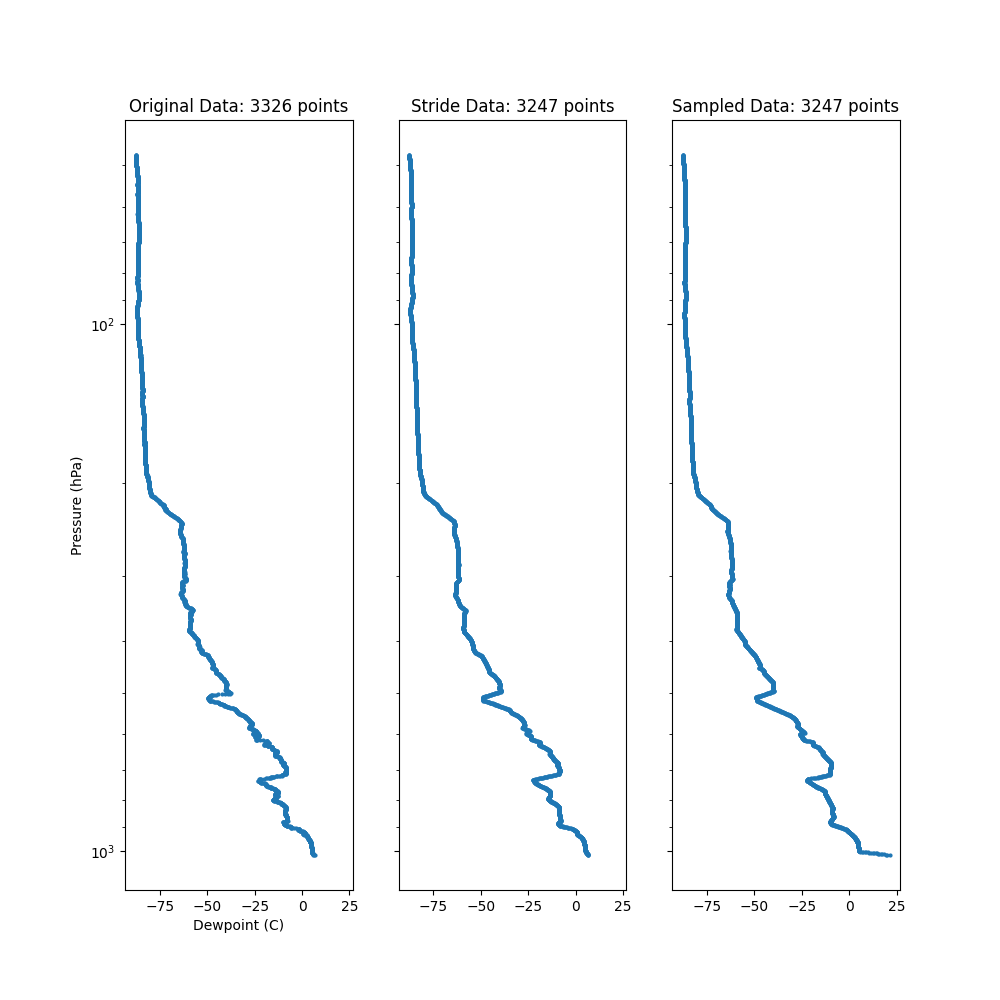 Original Data: 3326 points
Stride Data: 3247 points
Sampled Data: 3247 points
Pressure (hPa)
10²
10³
−75 −50 −25 0 25
−75 −50 −25 0 25
−75 −50 −25 0 25
Dewpoint (C)